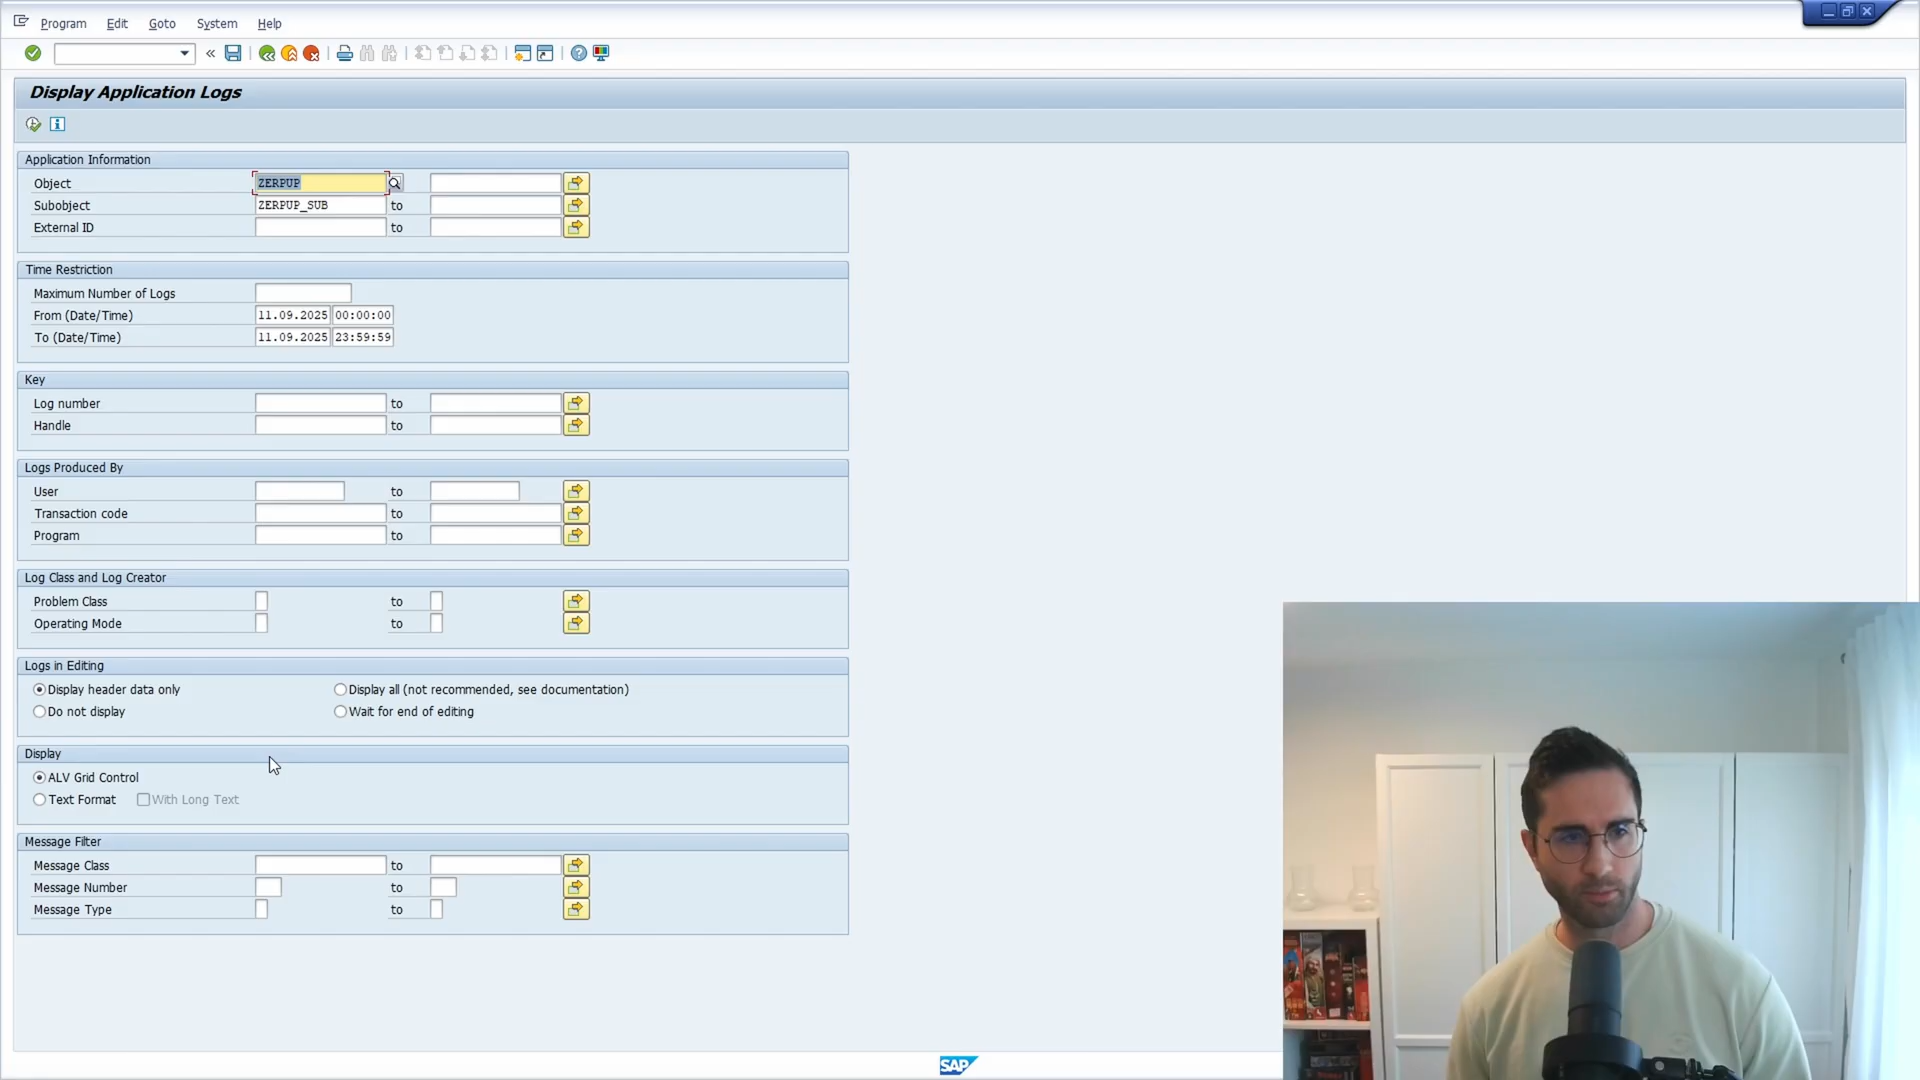 Program Edit Goto System Help
Display Application Logs
Application Information
Object ZERPUP
Subobject ZERPUP_SUB to
External ID to
Time Restriction
Maximum Number of Logs
From (Date/Time) 11.09.2025 00:00:00
To (Date/Time) 11.09.2025 23:59:59
Key
Log number to
Handle to
Logs Produced By
User to
Transaction code to
Program to
Log Class and Log Creator
Problem Class to
Operating Mode to
Logs in Editing
Display header data only Display all (not recommended, see documentation)
Do not display Wait for end of editing
Display
ALV Grid Control
Text Format With Long Text
Message Filter
Message Class to
Message Number to
Message Type to
SAP